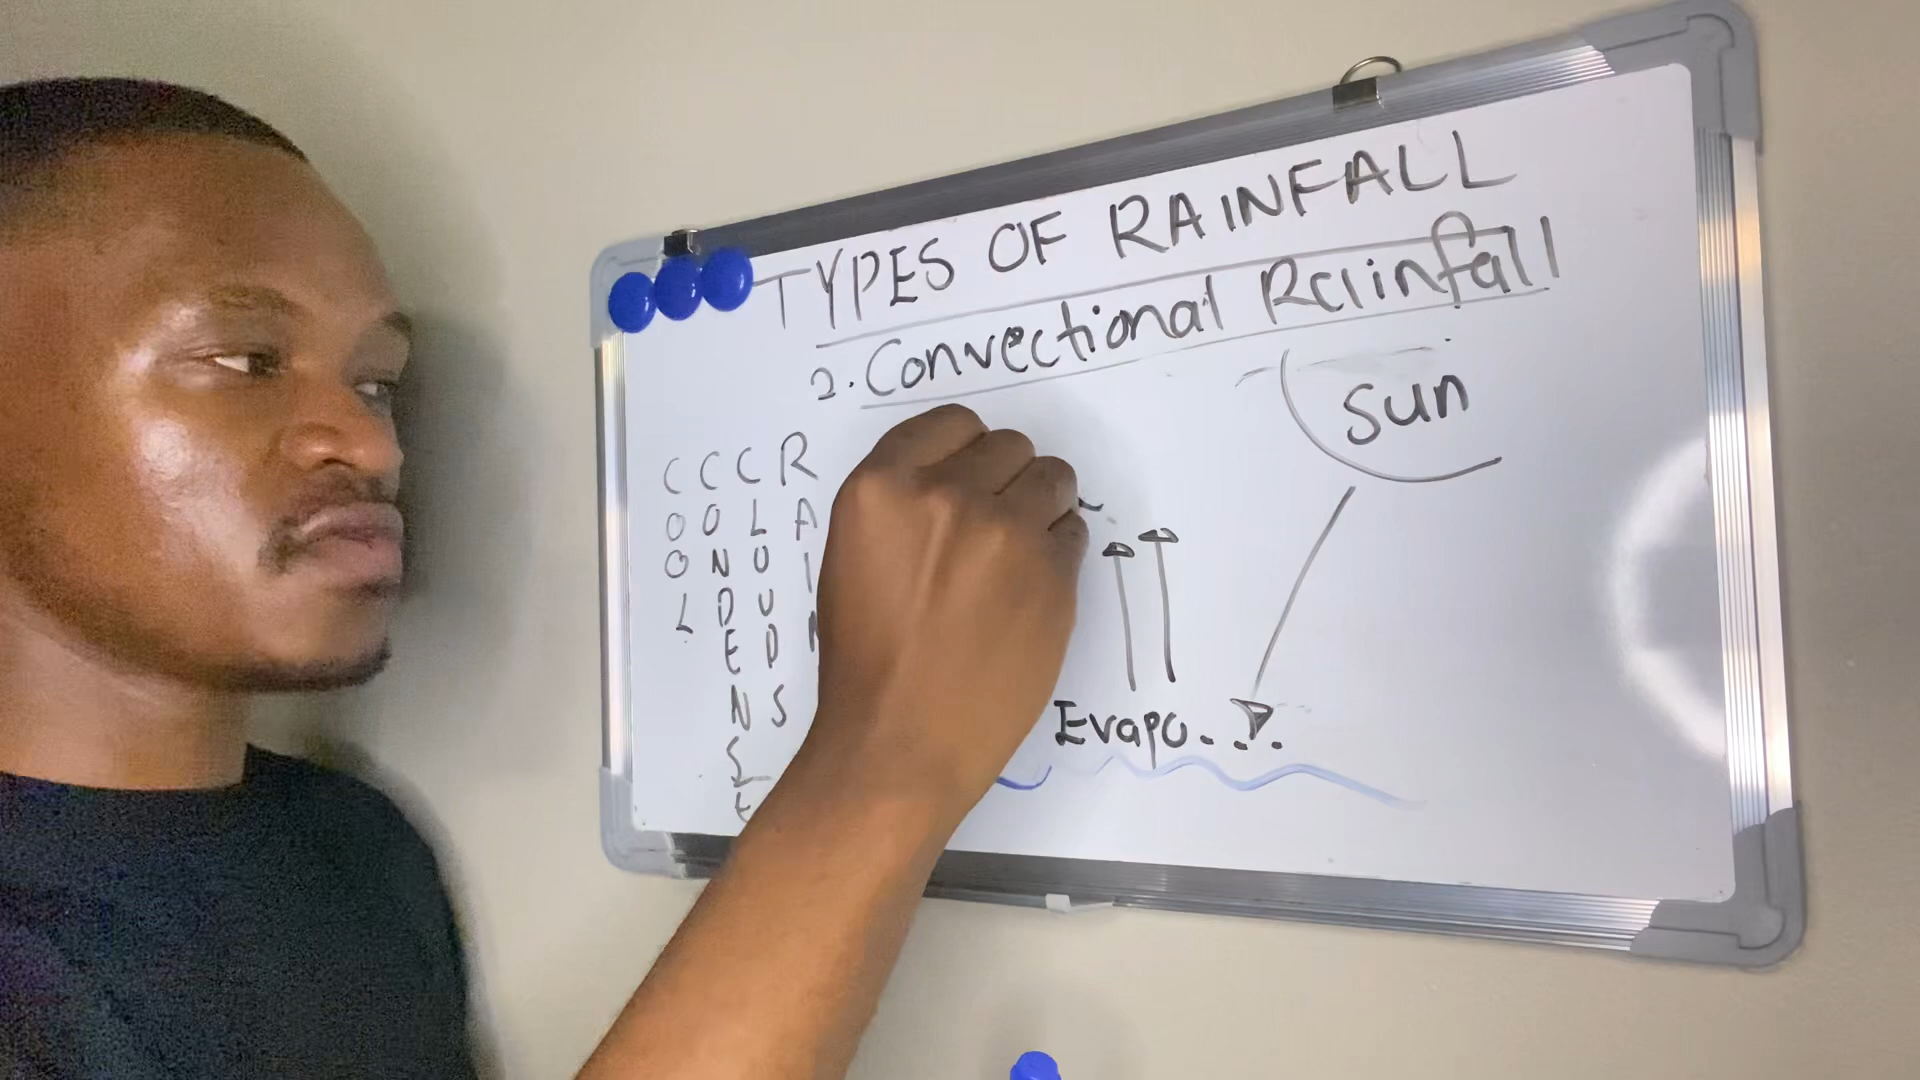 TYPES OF RAINFALL
2. Convectional Rainfall
sun
C C C R
O O L A
O N O I
L D U
E D
N S
S
E
Evapo...